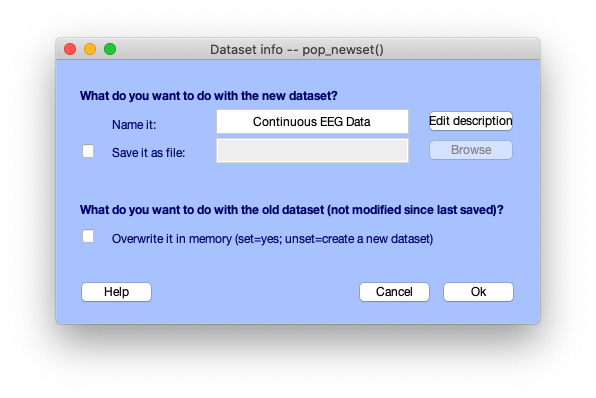 Dataset info -- pop_newset()
What do you want to do with the new dataset?
Name it: Continuous EEG Data Edit description
Save it as file: Browse
What do you want to do with the old dataset (not modified since last saved)?
Overwrite it in memory (set=yes; unset=create a new dataset)
Help Cancel Ok